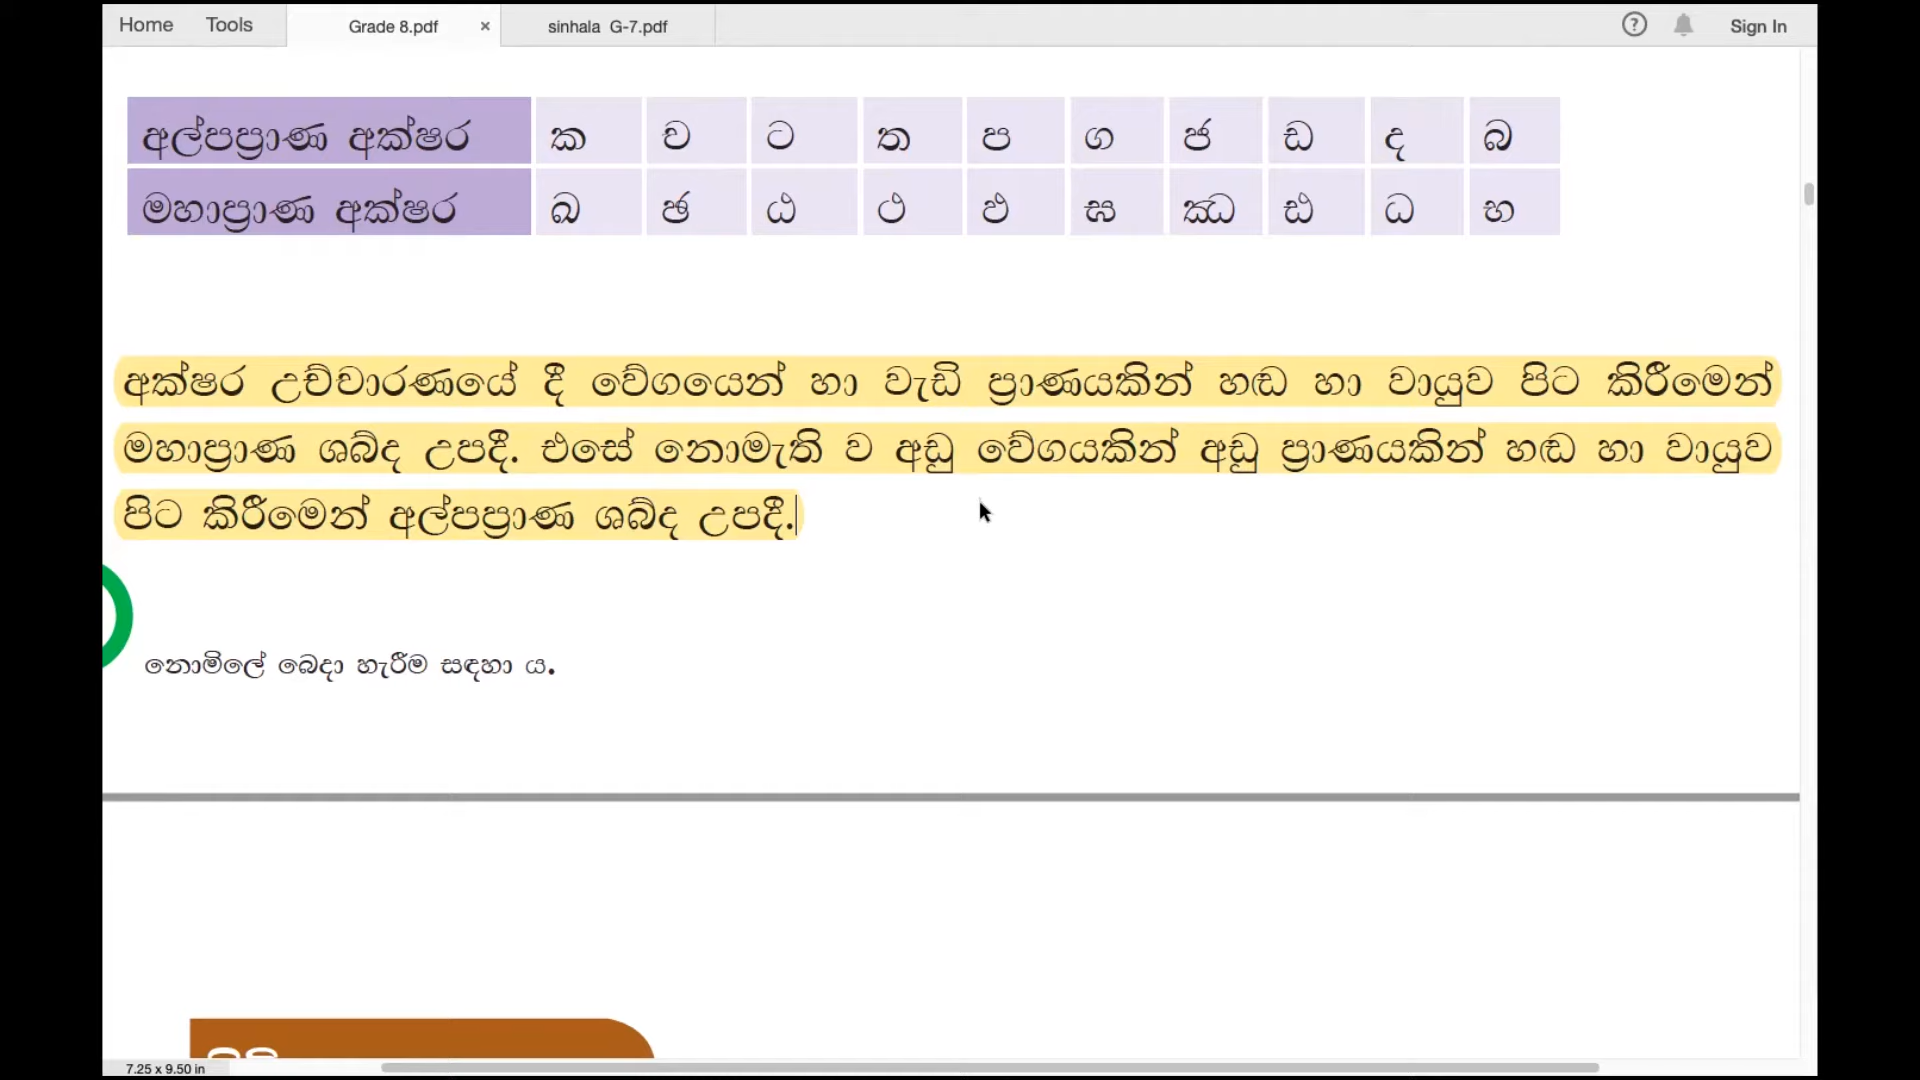 Home Tools Grade 8.pdf × sinhala G-7.pdf ? Sign In
අල්පප්‍රාණ අක්ෂර ක ච ට ත ප ග ජ ඩ ද බ
මහාප්‍රාණ අක්ෂර ඛ ඡ ඨ ථ ඵ ඝ ඣ ඪ ධ භ
අක්ෂර උච්චාරණයේ දී වේගයෙන් හා වැඩි ප්‍රාණයකින් හඬ හා වායුව පිට කිරීමෙන්
මහාප්‍රාණ ශබ්ද උපදී. එසේ නොමැති ව අඩු වේගයකින් අඩු ප්‍රාණයකින් හඬ හා වායුව
පිට කිරීමෙන් අල්පප්‍රාණ ශබ්ද උපදී.
නොමිලේ බෙදා හැරීම සඳහා ය.
7.25 x 9.50 in